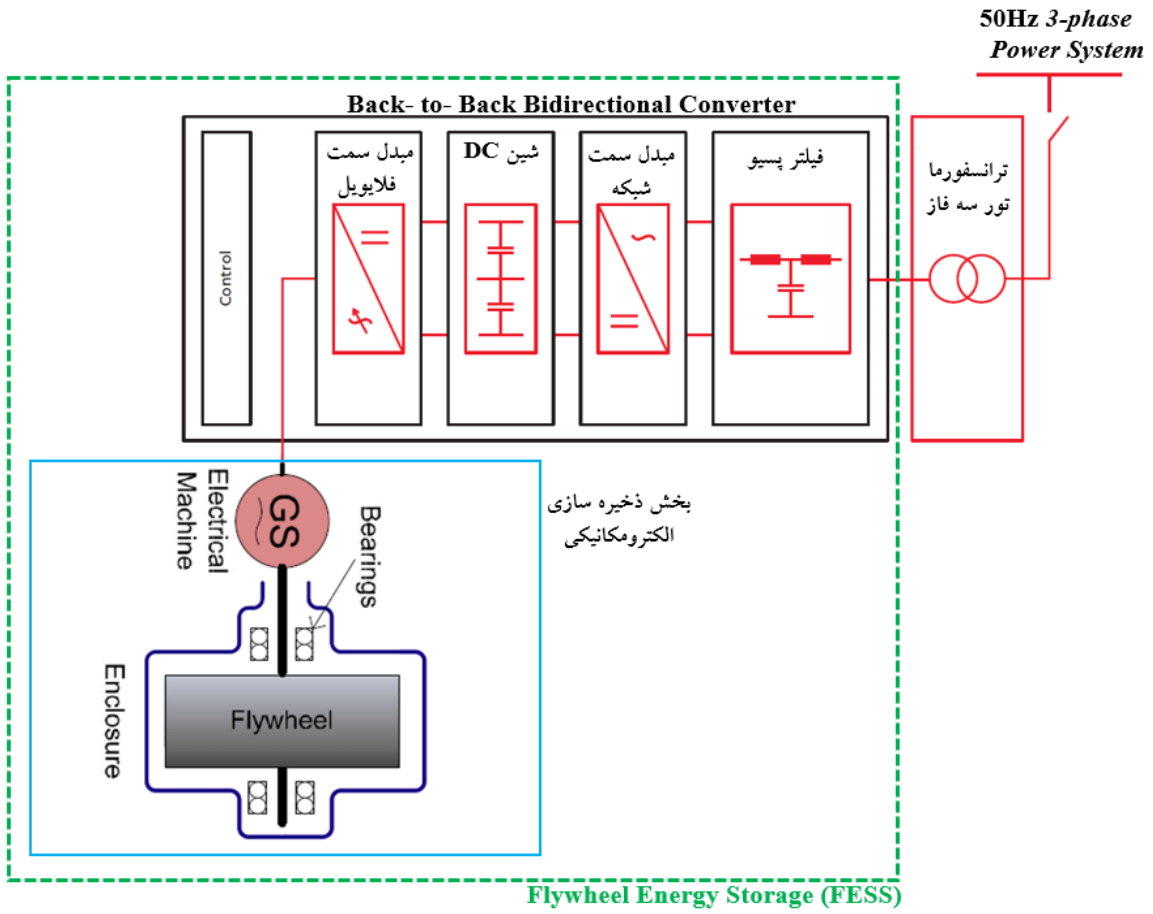 50Hz 3-phase
Power System
Back- to- Back Bidirectional Converter
Control
مبدل سمت
فلایویل
شین DC
مبدل سمت
شبکه
فیلتر پسیو
ترانسفورما
تور سه فاز
Electrical
Machine
GS
Bearings
بخش ذخیره سازی
الکترومکانیکی
Enclosure
Flywheel
Flywheel Energy Storage (FESS)